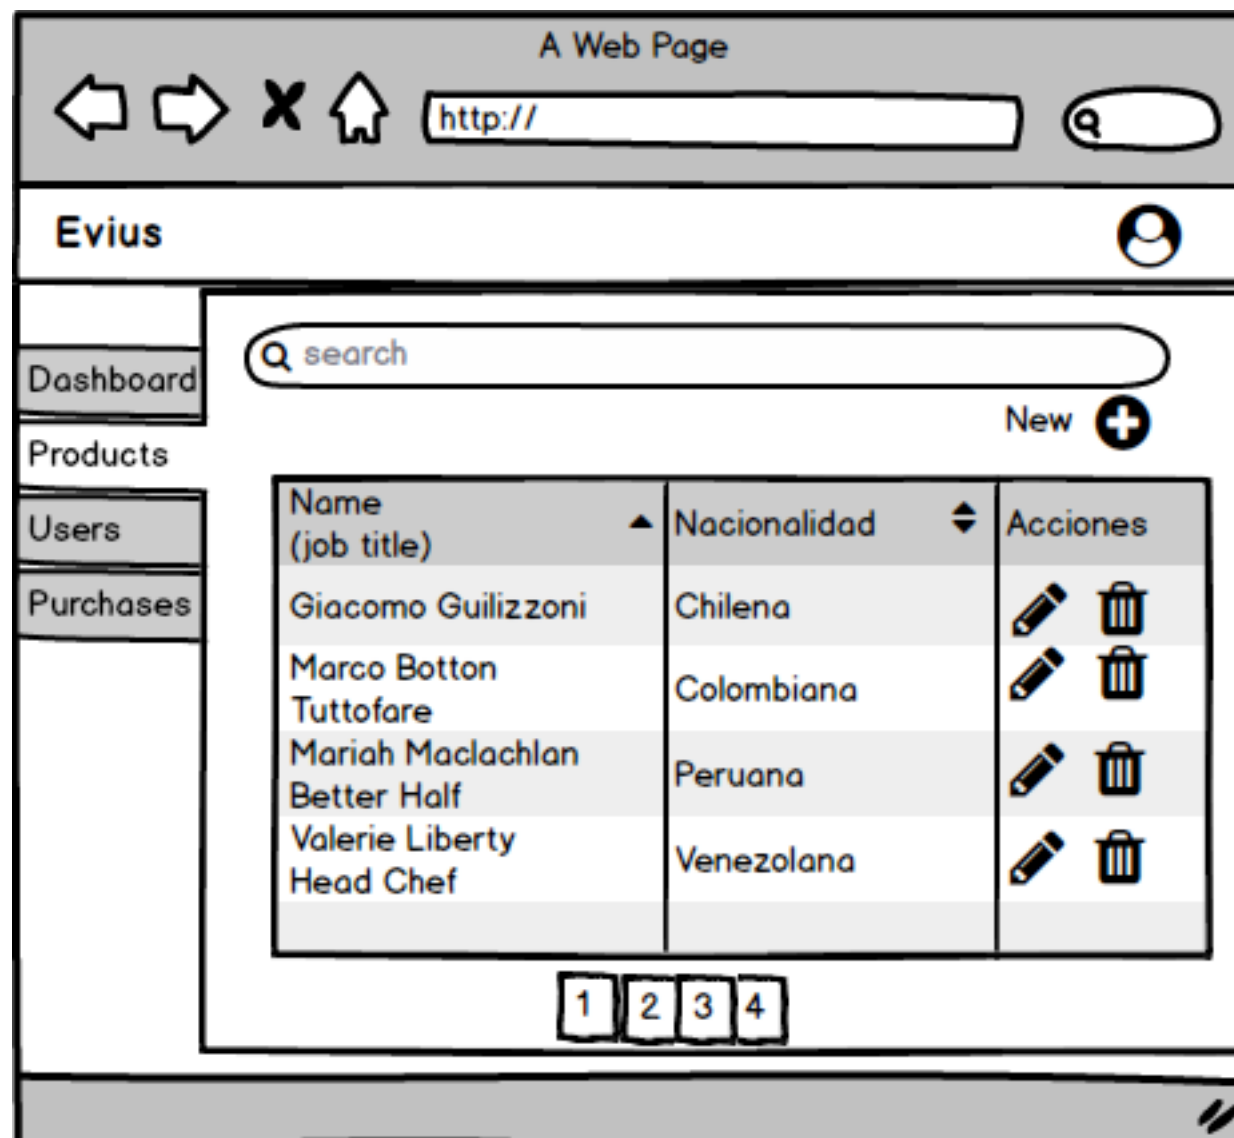 A Web Page
http://
Evius
search
Dashboard
New
Products
Name
(job title)
Nacionalidad
Acciones
Users
Purchases
Giacomo Guilizzoni
Chilena
Marco Botton
Tuttofare
Colombiana
Mariah Maclachlan
Better Half
Peruana
Valerie Liberty
Head Chef
Venezolana
1 2 3 4